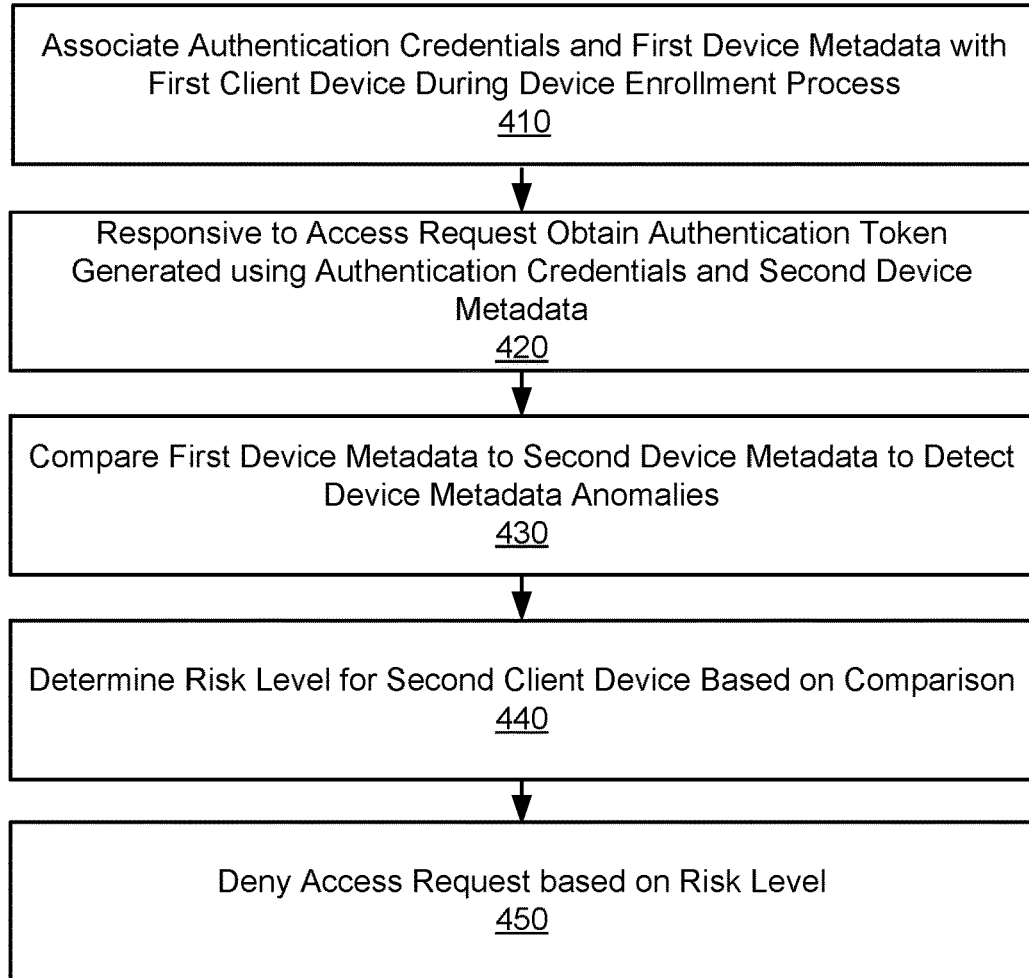 Associate Authentication Credentials and First Device Metadata with
First Client Device During Device Enrollment Process
410
Responsive to Access Request Obtain Authentication Token
Generated using Authentication Credentials and Second Device
Metadata
420
Compare First Device Metadata to Second Device Metadata to Detect
Device Metadata Anomalies
430
Determine Risk Level for Second Client Device Based on Comparison
440
Deny Access Request based on Risk Level
450